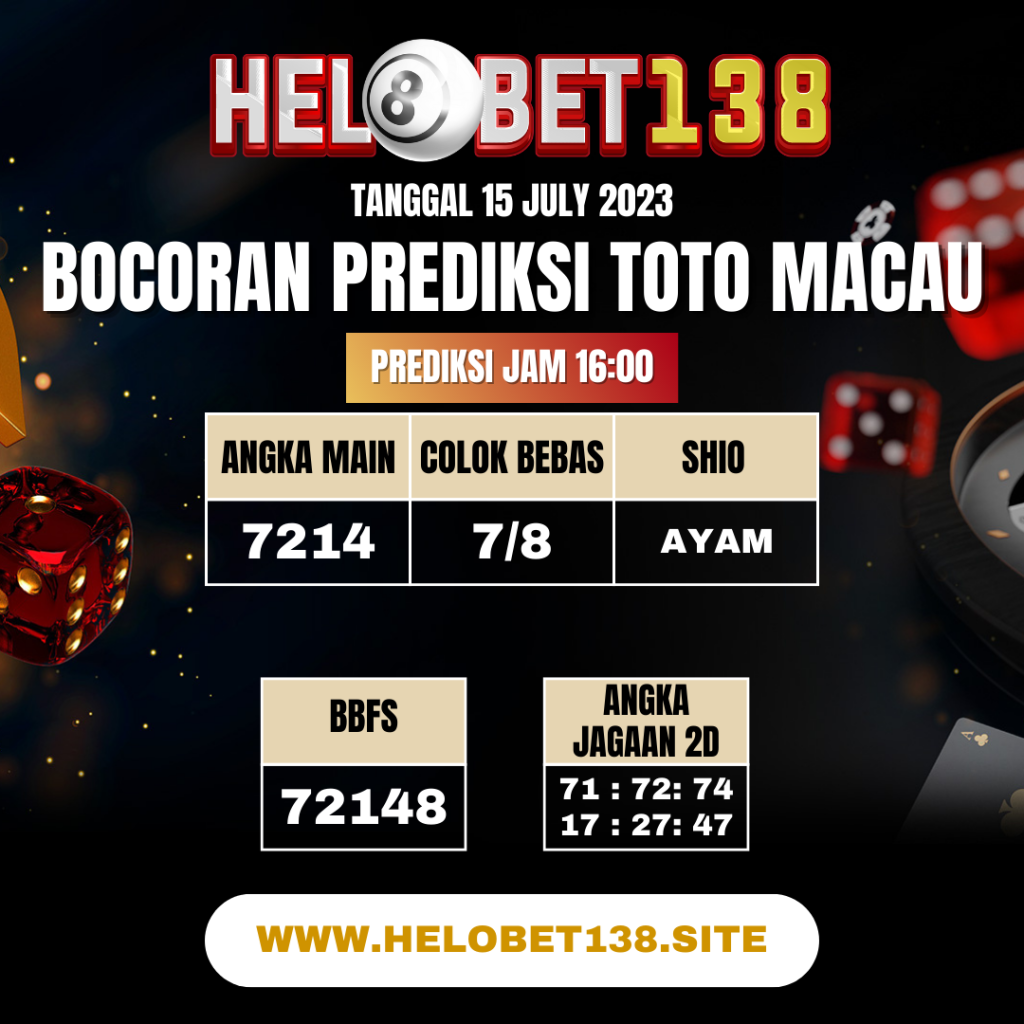 HELOBET138
TANGGAL 15 JULY 2023
BOCORAN PREDIKSI TOTO MACAU
PREDIKSI JAM 16:00
ANGKA MAIN COLOK BEBAS SHIO
7214 7/8 AYAM
BBFS
72148
ANGKA
JAGAAN 2D
71 : 72: 74
17 : 27: 47
A
WWW.HELOBET138.SITE